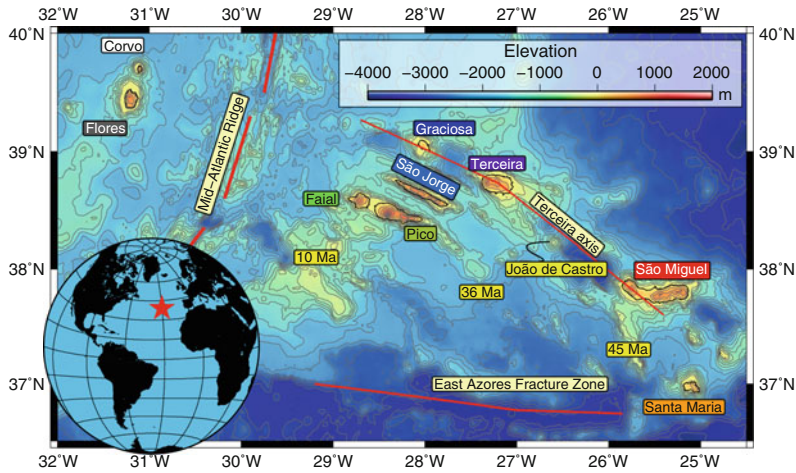 32°W 31°W 30°W 29°W 28°W 27°W 26°W 25°W
40°N 40°N
Corvo
Elevation
−4000 −3000 −2000 −1000 0 1000 2000
m
Flores
Mid−Atlantic Ridge
Graciosa
39°N 39°N
São Jorge
Terceira
Faial
Pico
Terceira axis
10 Ma
38°N 38°N
João de Castro
São Miguel
36 Ma
45 Ma
37°N 37°N
East Azores Fracture Zone
Santa Maria
32°W 31°W 30°W 29°W 28°W 27°W 26°W 25°W